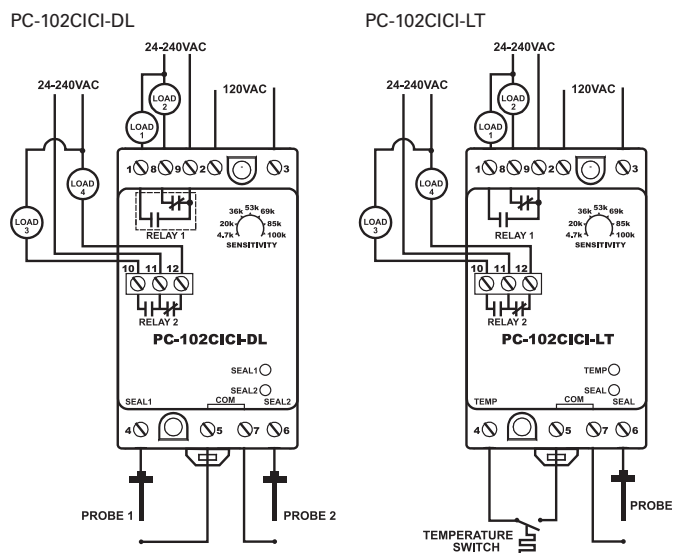 PC-102CICI-DL
24-240VAC
24-240VAC
120VAC
LOAD 2
LOAD 1
LOAD 4
LOAD 3
1 8 9 2 3
RELAY 1
36k 53k 69k
20k 85k
4.7k 100k
SENSITIVITY
10 11 12
RELAY 2
PC-102CICI-DL
SEAL1
SEAL2
SEAL1 COM SEAL2
4 5 7 6
PROBE 1
PROBE 2
PC-102CICI-LT
24-240VAC
24-240VAC
120VAC
LOAD 2
LOAD 1
LOAD 4
LOAD 3
1 8 9 2 3
RELAY 1
36k 53k 69k
20k 85k
4.7k 100k
SENSITIVITY
10 11 12
RELAY 2
PC-102CICI-LT
TEMP
SEAL
TEMP COM SEAL
4 5 7 6
PROBE
TEMPERATURE
SWITCH